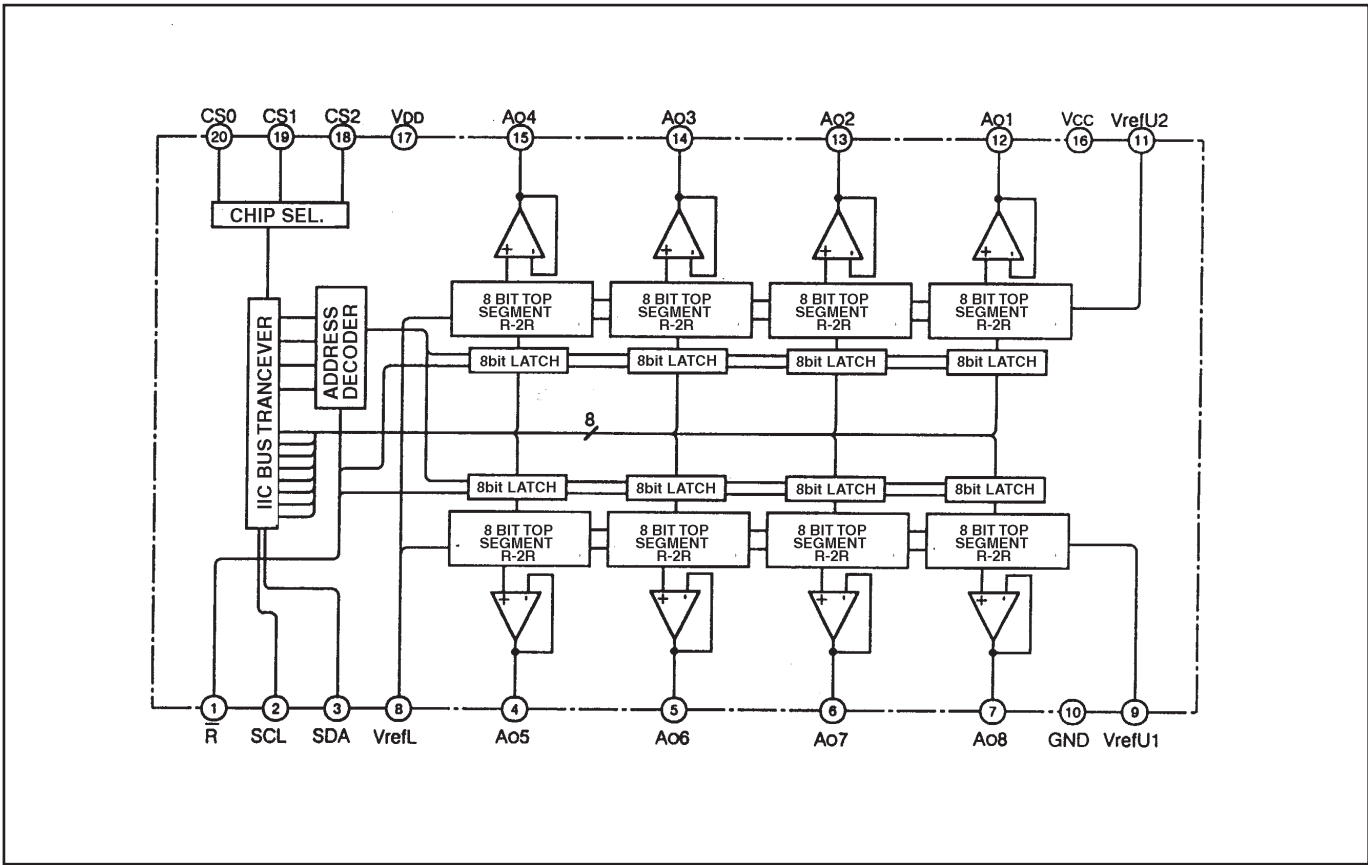 CS0 CS1 CS2 VDD Ao4 Ao3 Ao2 Ao1 Vcc VrefU2
20 19 18 17 15 14 13 12 16 11
CHIP SEL.
+ - + - + - + -
8 BIT TOP
SEGMENT
R-2R
8 BIT TOP
SEGMENT
R-2R
8 BIT TOP
SEGMENT
R-2R
8 BIT TOP
SEGMENT
R-2R
IIC BUS TRANCEVER
ADDRESS
DECODER
8bit LATCH 8bit LATCH 8bit LATCH 8bit LATCH
8
8bit LATCH 8bit LATCH 8bit LATCH 8bit LATCH
8 BIT TOP
SEGMENT
R-2R
8 BIT TOP
SEGMENT
R-2R
8 BIT TOP
SEGMENT
R-2R
8 BIT TOP
SEGMENT
R-2R
+ - + - + - + -
1 2 3 8 4 5 6 7 10 9
R̅ SCL SDA VrefL Ao5 Ao6 Ao7 Ao8 GND VrefU1